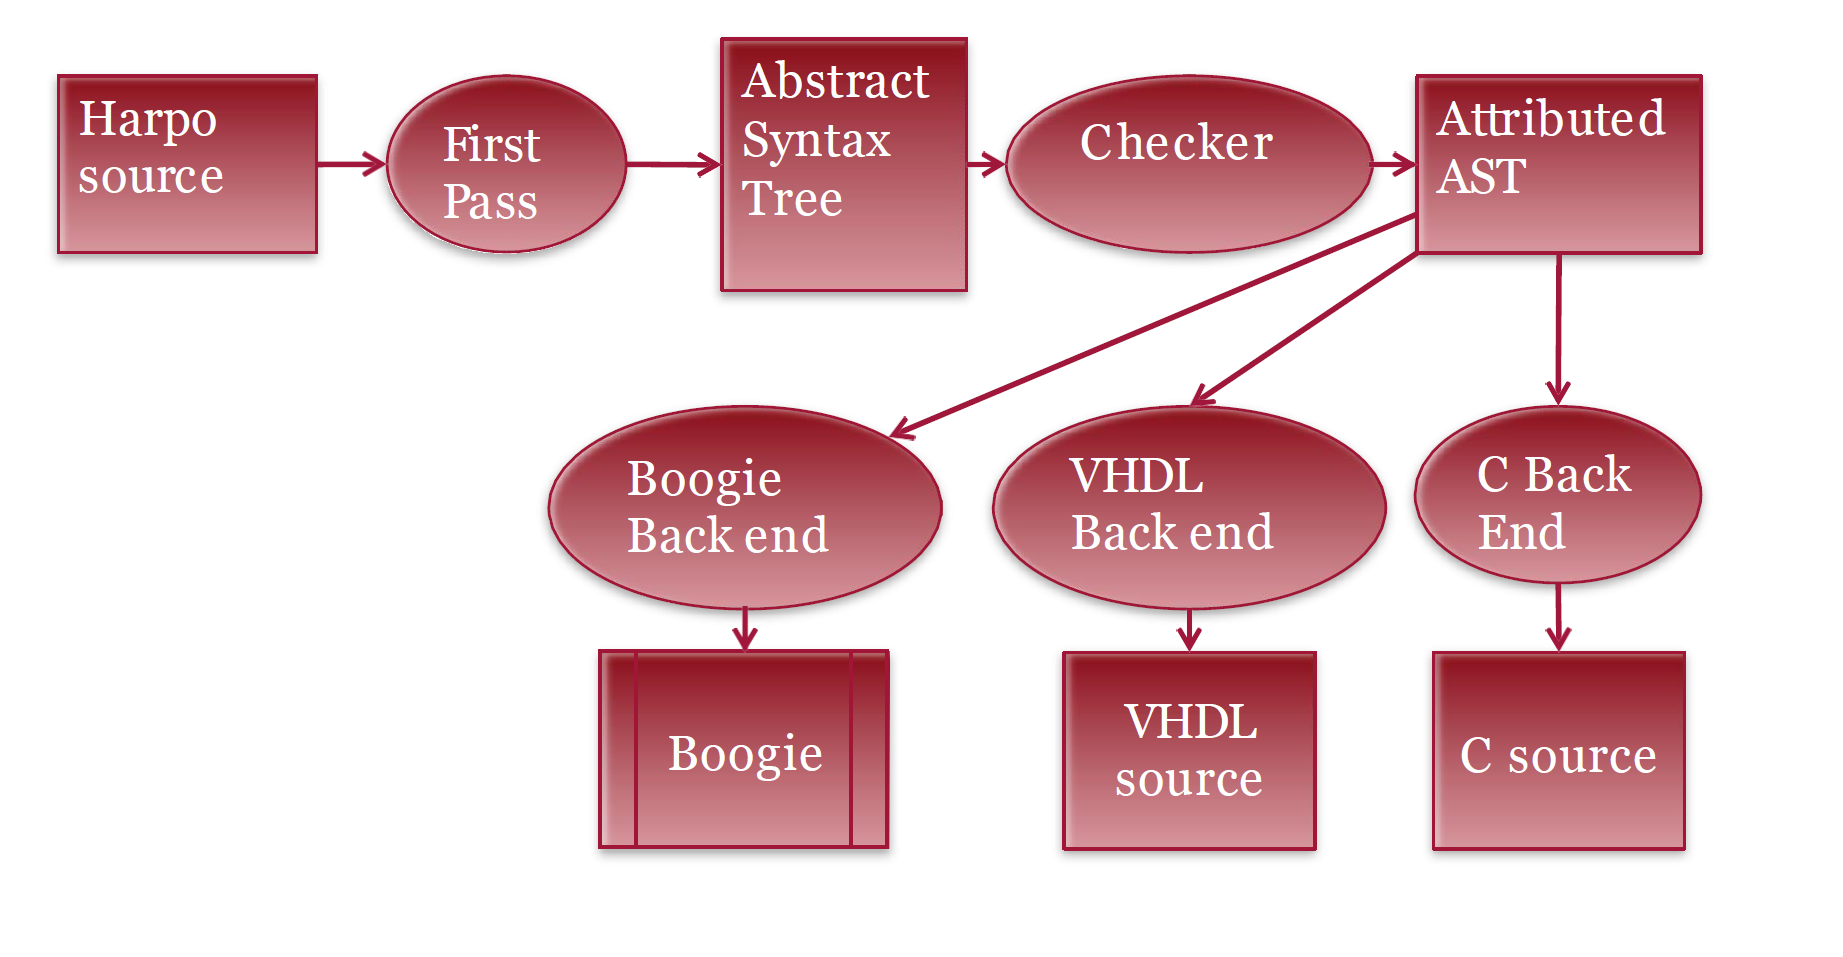 Harpo
source
First
Pass
Abstract
Syntax
Tree
Checker
Attributed
AST
Boogie
Back end
VHDL
Back end
C Back
End
Boogie
VHDL
source
C source